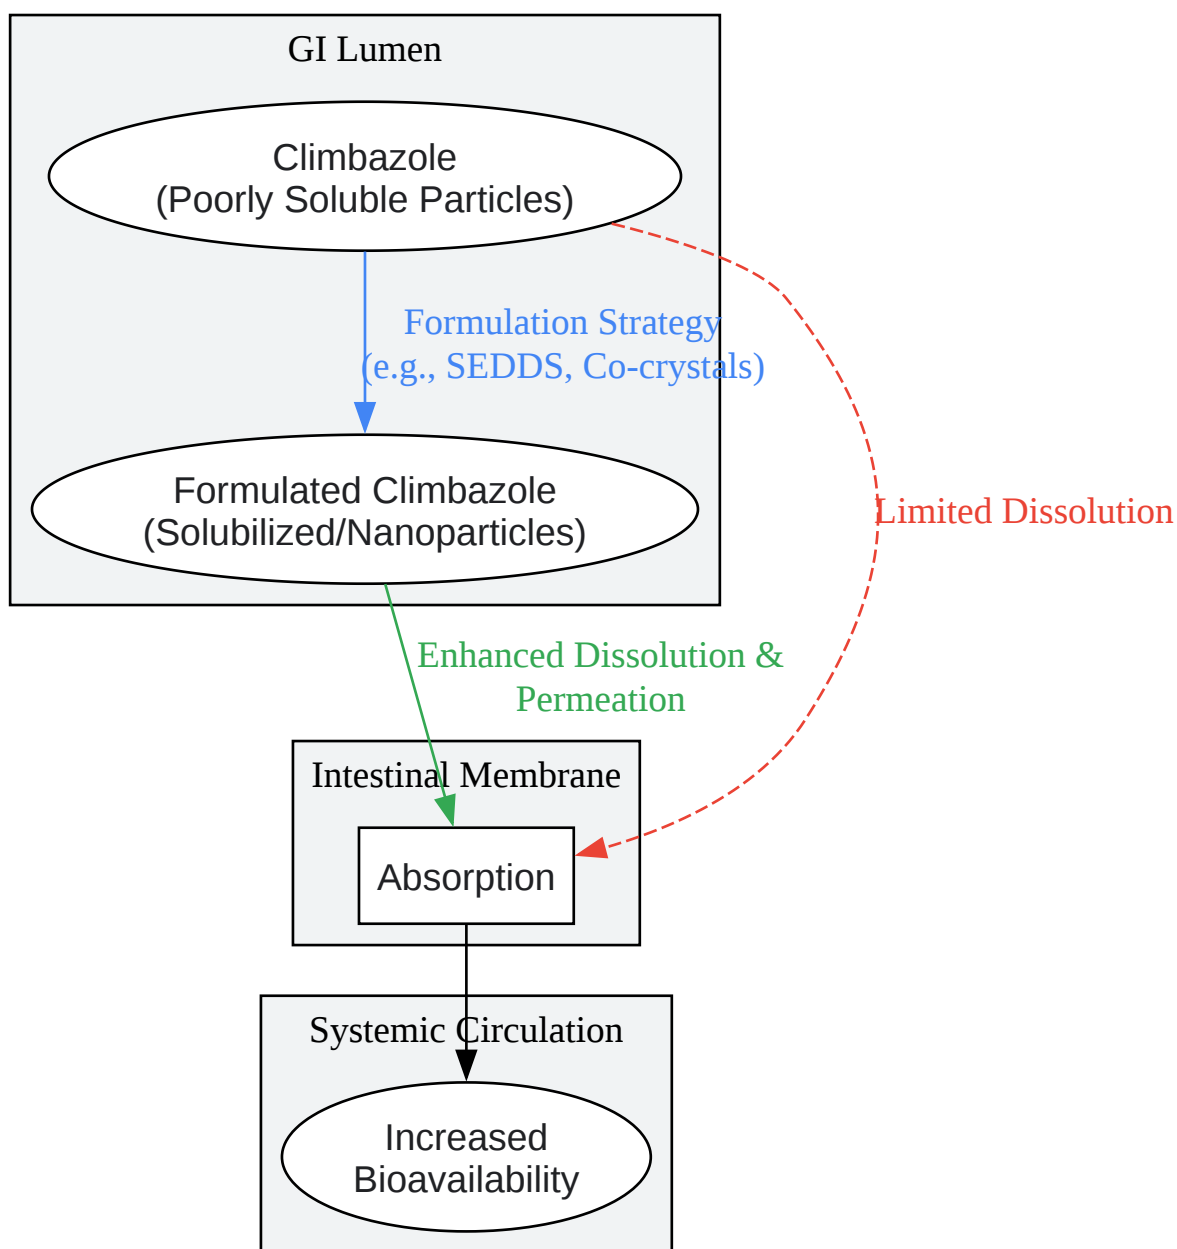 GI Lumen
Climbazole
(Poorly Soluble Particles)
Formulation Strategy
(e.g., SEDDS, Co-crystals)
Formulated Climbazole
(Solubilized/Nanoparticles)
Limited Dissolution
Enhanced Dissolution &
Permeation
Intestinal Membrane
Absorption
Systemic Circulation
Increased
Bioavailability